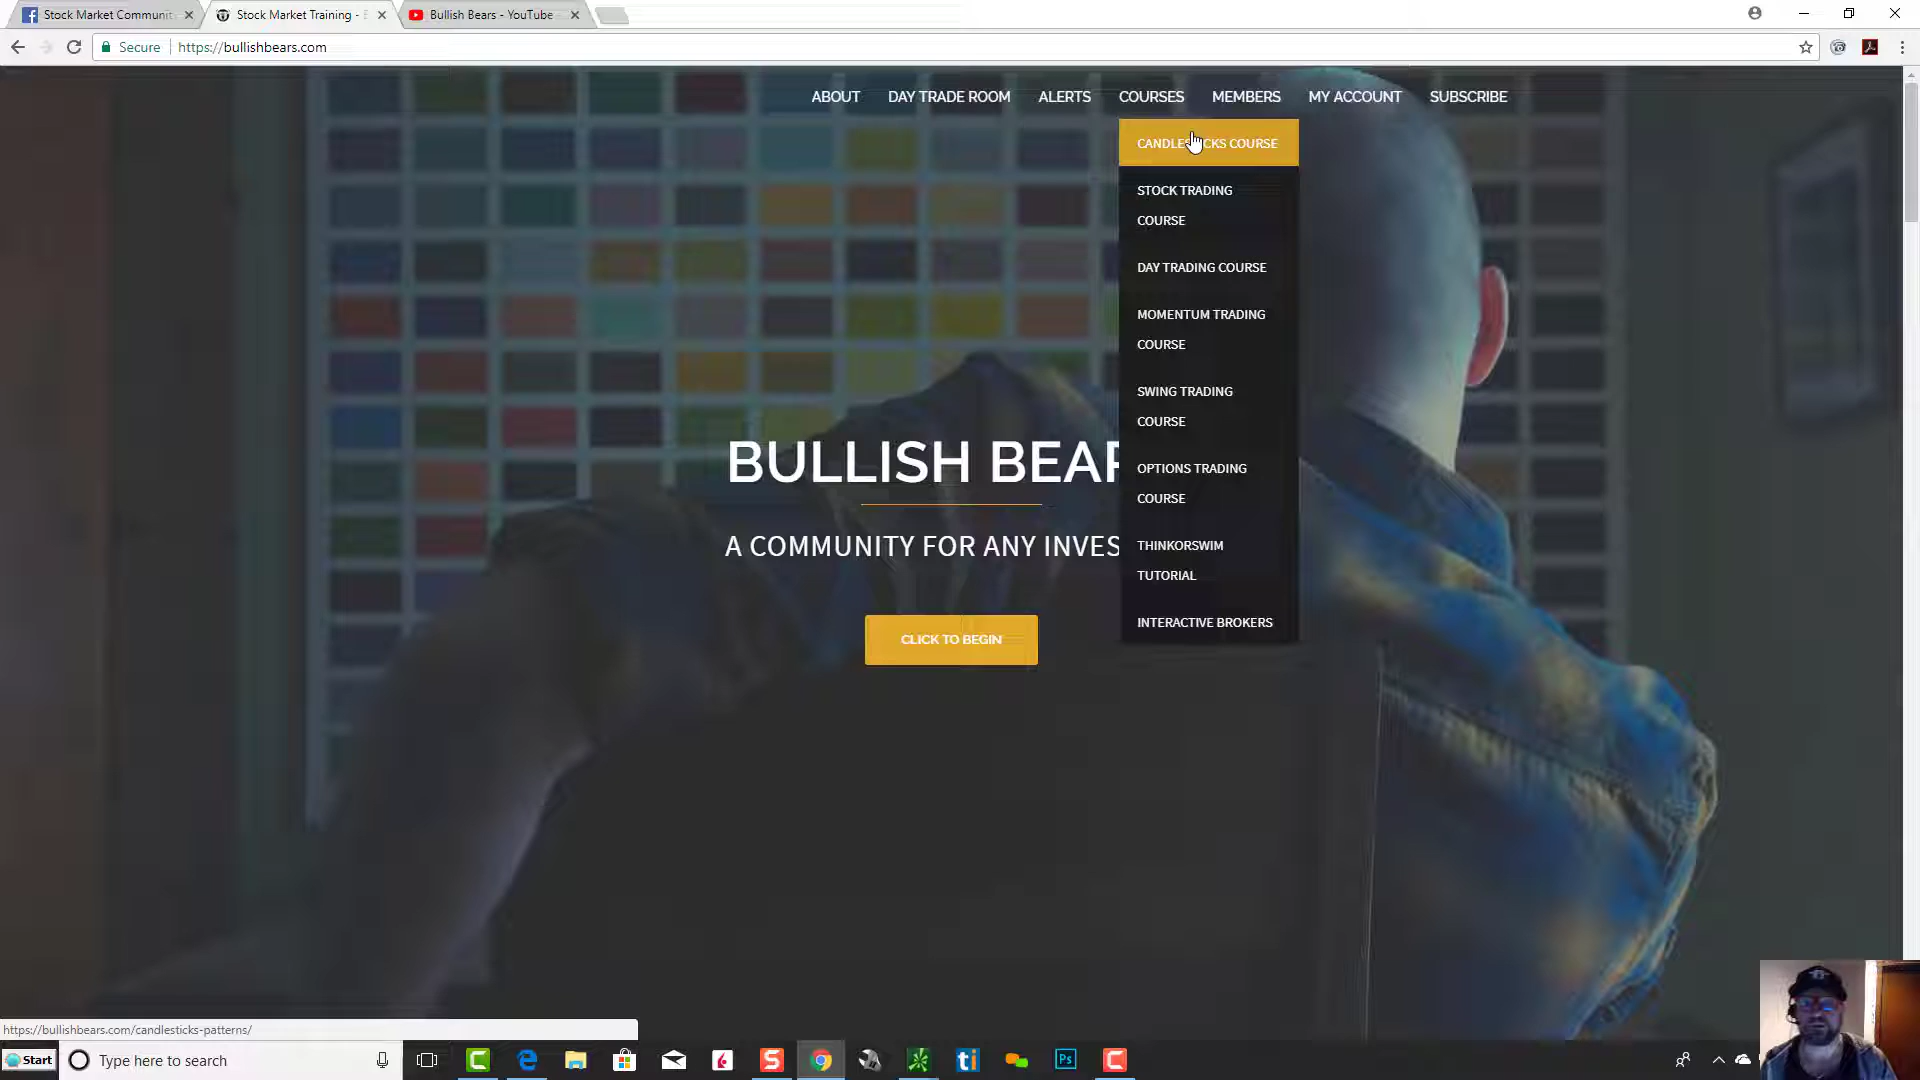 Stock Market Communit
Stock Market Training -
Bullish Bears - YouTube
Secure
https://bullishbears.com
ABOUT
DAY TRADE ROOM
ALERTS
COURSES
MEMBERS
MY ACCOUNT
SUBSCRIBE
STOCK TRADING
COURSE
DAY TRADING COURSE
MOMENTUM TRADING
COURSE
SWING TRADING
COURSE
OPTIONS TRADING
COURSE
THINKORSWIM
TUTORIAL
INTERACTIVE BROKERS
BULLISH BEAR
A COMMUNITY FOR ANY INVES
CLICK TO BEGIN
https://bullishbears.com/candlesticks-patterns/
Start
Type here to search
Ps